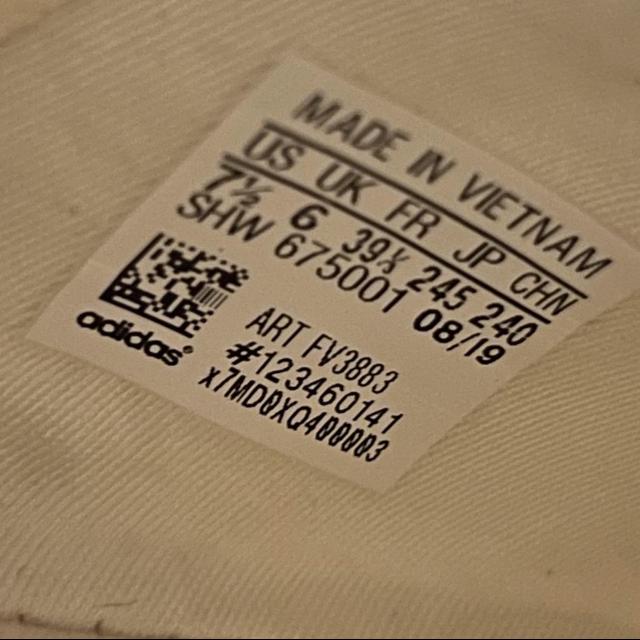 MADE IN VIETNAM
US UK FR JP CHN
7½ 6 39⅓ 245 240
SHW 675001 08/19
adidas®
ART FV3883
#123460141
x7MD0XQ400003